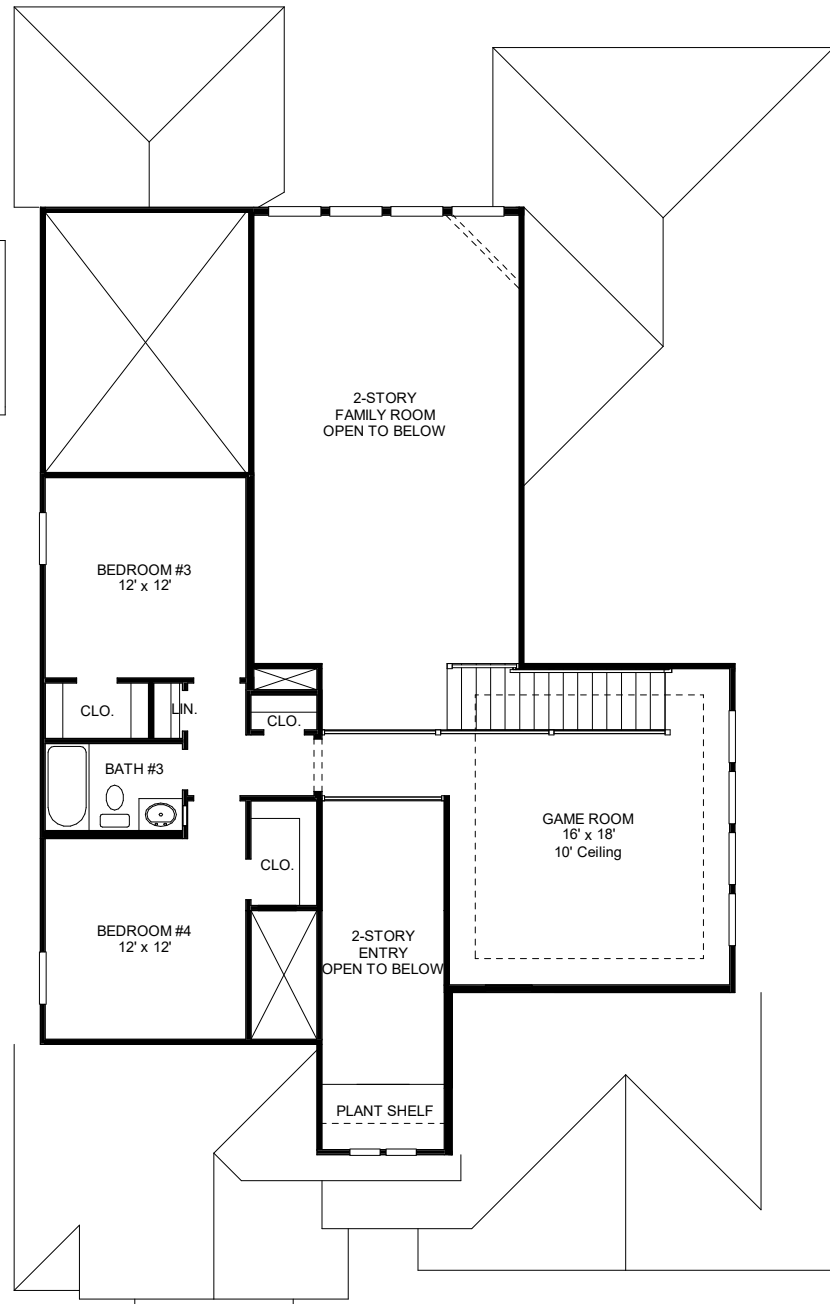 2-STORY
FAMILY ROOM
OPEN TO BELOW
BEDROOM #3
12' x 12'
CLO.
LIN.
CLO.
BATH #3
GAME ROOM
16' x 18'
10' Ceiling
CLO.
BEDROOM #4
12' x 12'
2-STORY
ENTRY
OPEN TO BELOW
PLANT SHELF